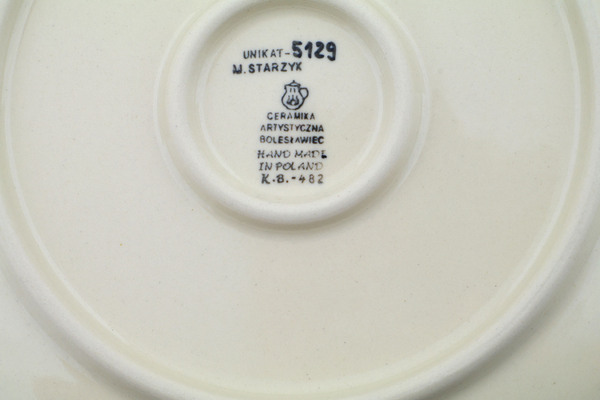 UNIKAT-5129
M.STARZYK
CERAMIKA
ARTYSTYCZNA
BOLESŁAWIEC
HAND MADE
IN POLAND
K.B.-482